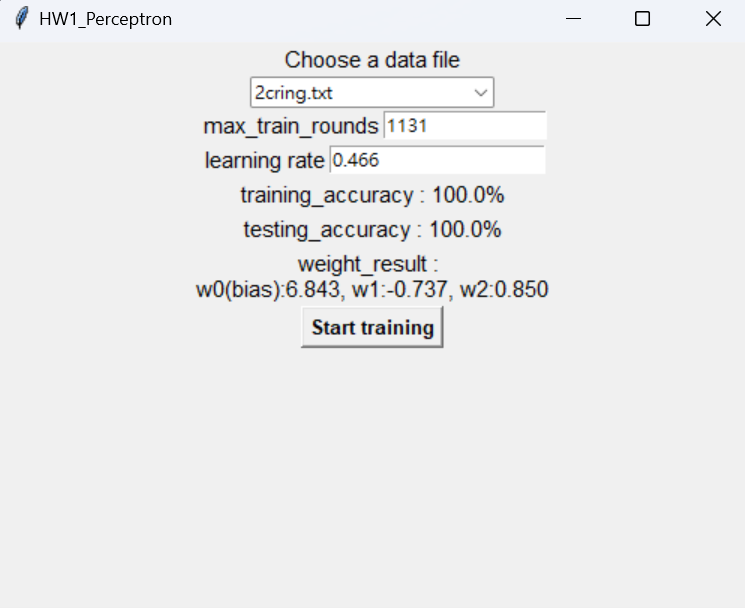 HW1_Perceptron
Choose a data file
2cring.txt
max_train_rounds 1131
learning rate 0.466
training_accuracy : 100.0%
testing_accuracy : 100.0%
weight_result :
w0(bias):6.843, w1:-0.737, w2:0.850
Start training